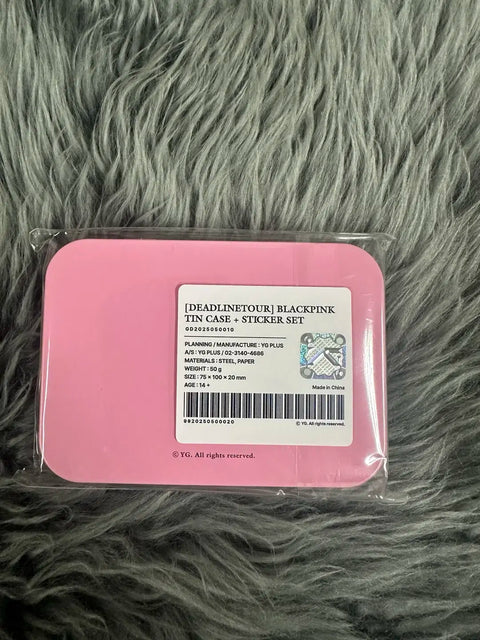 [DEADLINETOUR] BLACKPINK
TIN CASE + STICKER SET
GD2025050010
PLANNING / MANUFACTURE : YG PLUS
A/S : YG PLUS / 02-3140-4686
MATERIALS : STEEL, PAPER
WEIGHT : 50 g
SIZE : 75 × 100 × 20 mm
AGE : 14 +
Made in China
9920250500020
ⓒ YG. All rights reserved.
ⓒ YG. All rights reserved.